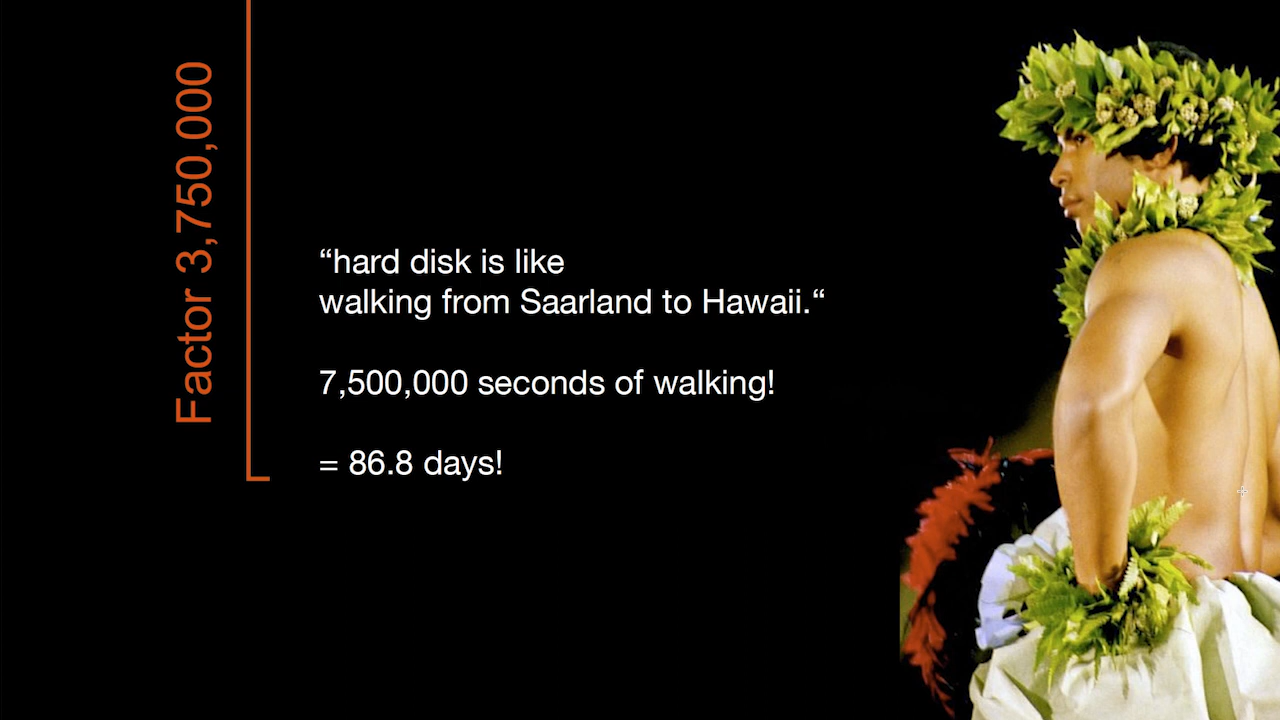 Factor 3,750,000
“hard disk is like
walking from Saarland to Hawaii.“
7,500,000 seconds of walking!
= 86.8 days!